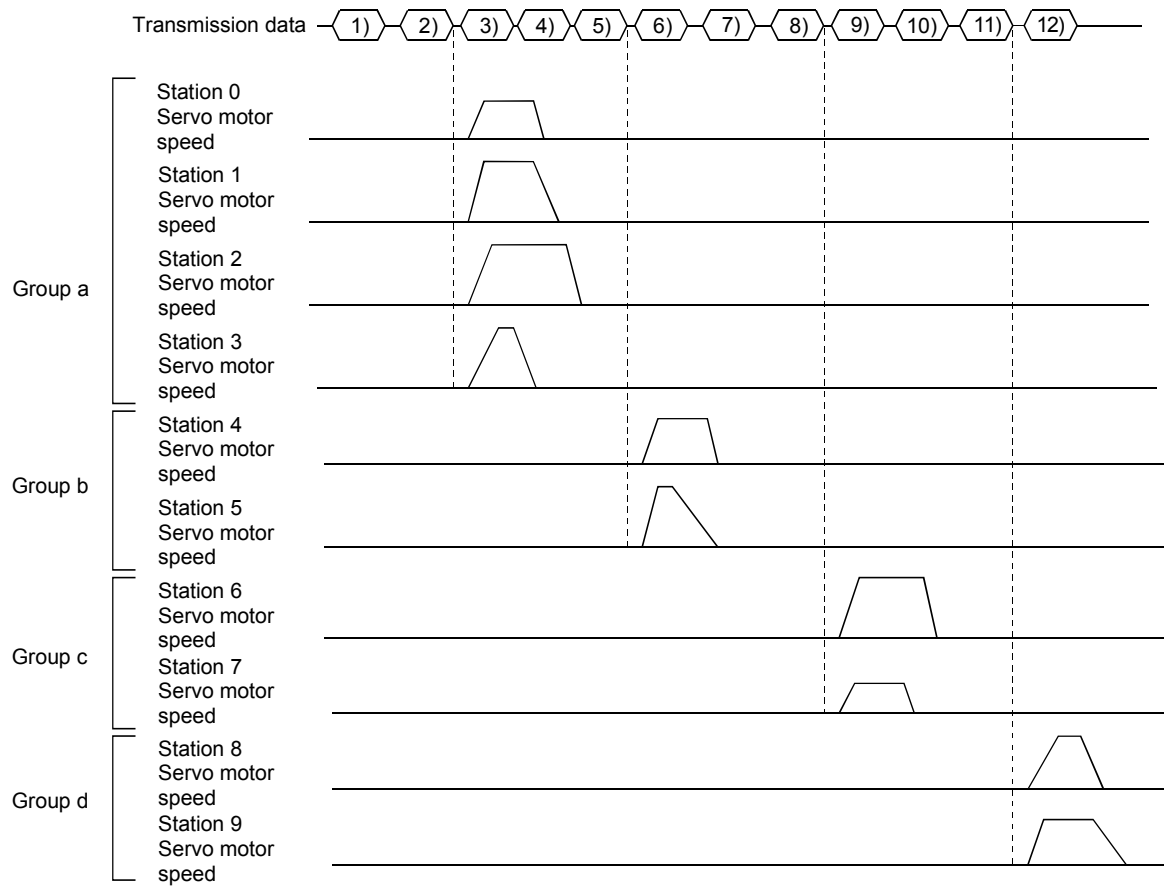 Transmission data 1) 2) 3) 4) 5) 6) 7) 8) 9) 10) 11) 12)
Group a
Station 0
Servo motor
speed
Station 1
Servo motor
speed
Station 2
Servo motor
speed
Station 3
Servo motor
speed
Group b
Station 4
Servo motor
speed
Station 5
Servo motor
speed
Group c
Station 6
Servo motor
speed
Station 7
Servo motor
speed
Group d
Station 8
Servo motor
speed
Station 9
Servo motor
speed